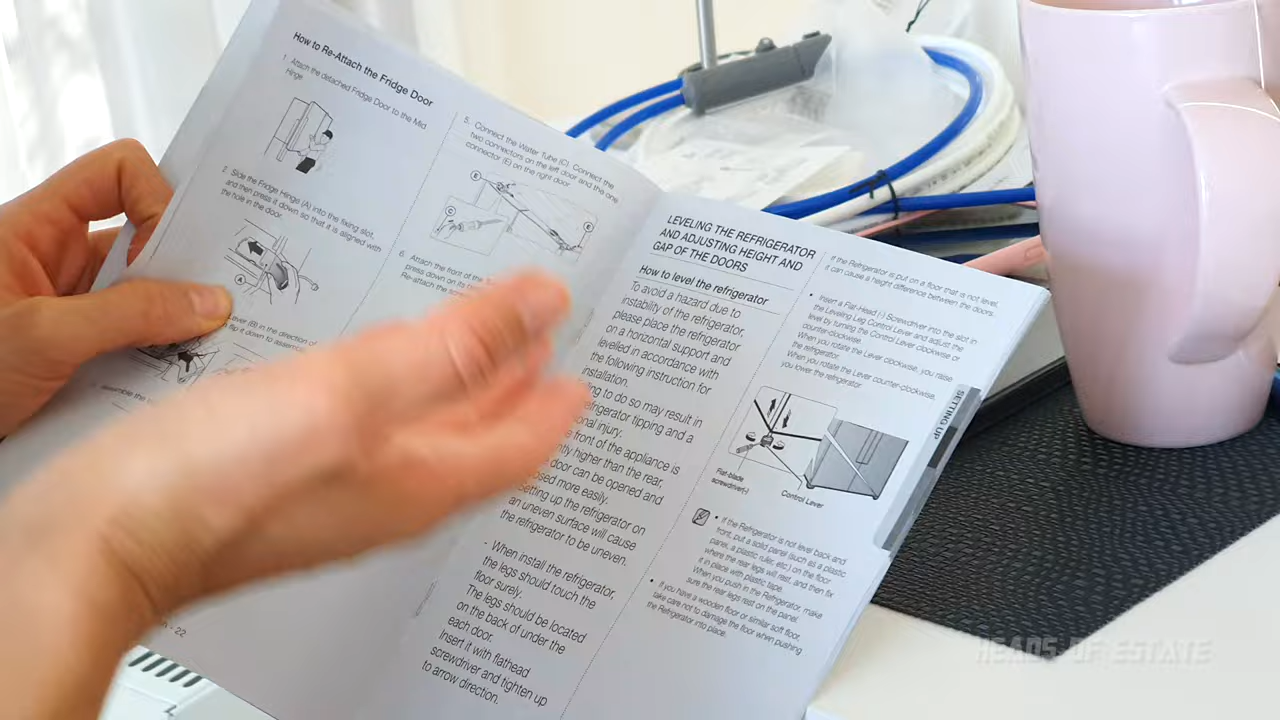 How to Re-Attach the Fridge Door
1. Attach the detached Fridge Door to the Mid
Hinge.
2. Slide the Fridge Hinge (A) into the fixing slot,
and then press it down so that it is aligned with
the hole in the door.
A
Lever (B) in the direction of
flip it down to
5. Connect the Water Tube (C). Connect the
two connectors on the left door and the one
connector (E) on the right door.
E
C
E
6. Attach the front of the
press down on its
Re-attach the
- 22
LEVELING THE REFRIGERATOR
AND ADJUSTING HEIGHT AND
GAP OF THE DOORS
How to level the refrigerator
To avoid a hazard due to
instability of the refrigerator,
please place the refrigerator
on a horizontal support and
levelled in accordance with
the following instruction for
installation.
ing to do so may result in
efrigerator tipping and a
onal injury.
e front of the appliance is
ntly higher than the rear,
door can be opened and
osed more easily.
Setting up the refrigerator on
an uneven surface will cause
the refrigerator to be uneven.
- When install the refrigerator,
the legs should touch the
floor surely.
The legs should be located
on the back of under the
each door.
Insert it with flathead
screwdriver and tighten up
to arrow direction.
If the Refrigerator is put on a floor that is not level,
it can cause a height difference between the doors.
• Insert a Flat-Head (-) Screwdriver into the slot in
the Leveling Leg Control Lever and adjust the
level by turning the Control Lever clockwise or
counter-clockwise.
When you rotate the Lever clockwise, you raise
the refrigerator.
When you rotate the Lever counter-clockwise,
you lower the refrigerator.
Flat-blade
screwdriver(-)
Control Lever
• If the Refrigerator is not level back and
front, put a solid panel (such as a plastic
panel, a plastic ruler, etc.) on the floor
where the rear legs will rest, and then fix
it in place with plastic tape.
When you push in the Refrigerator, make
sure the rear legs rest on the panel.
• If you have a wooden floor or similar soft floor,
take care not to damage the floor when pushing
the Refrigerator into place.
SETTING UP
HEADS OF ESTATE